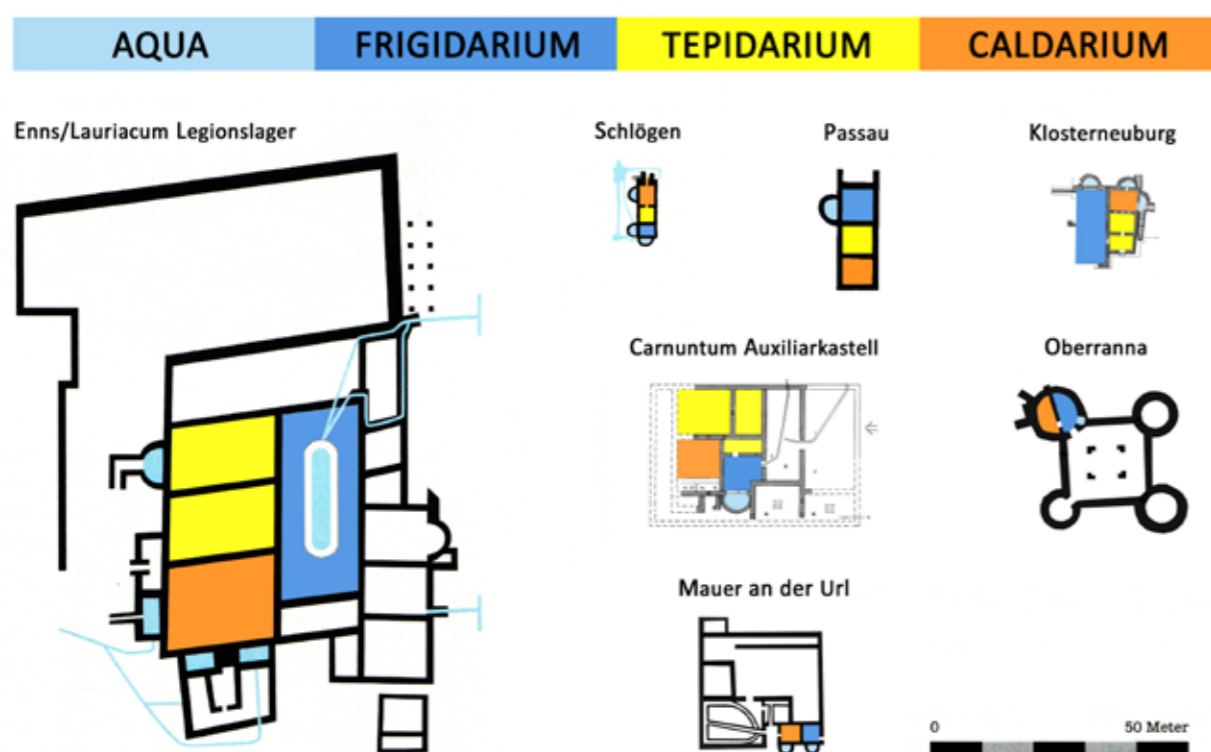 AQUA FRIGIDARIUM TEPIDARIUM CALDARIUM
Enns/Lauriacum Legionslager
Schlögen
Passau
Klosterneuburg
Carnuntum Auxiliarkastell
Oberranna
Mauer an der Url
0 50 Meter